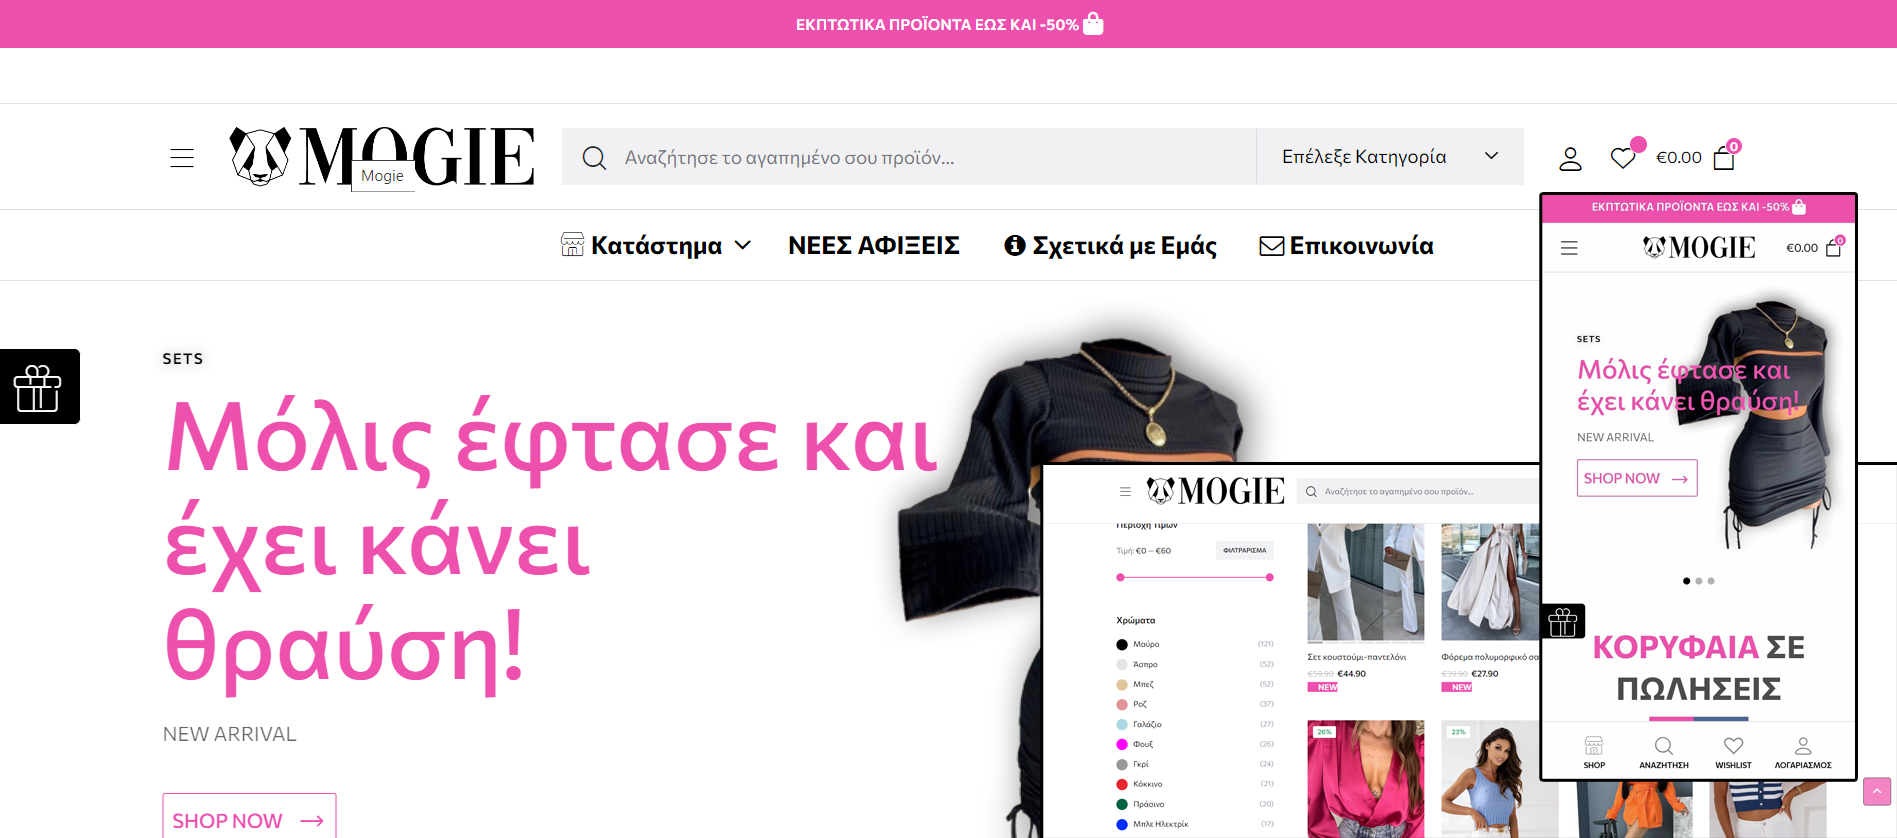 ΕΚΠΤΩΤΙΚΑ ΠΡΟΪΟΝΤΑ ΕΩΣ ΚΑΙ -50%
MOGIE
Mogie
Αναζήτησε το αγαπημένο σου προϊόν...
Επέλεξε Κατηγορία
€0.00
0
Κατάστημα
ΝΕΕΣ ΑΦΙΞΕΙΣ
Σχετικά με Εμάς
Επικοινωνία
SETS
Μόλις έφτασε και
έχει κάνει
θραύση!
NEW ARRIVAL
SHOP NOW
MOGIE
Αναζήτησε το αγαπημένο σου προϊόν...
Περιοχή Τιμών
Τιμή: €0 — €60
ΦΙΛΤΡΑΡΙΣΜΑ
Χρώματα
Μαύρο (121)
Άσπρο (52)
Μπεζ (52)
Ροζ (37)
Γαλάζιο (27)
Φουξ (26)
Γκρί (24)
Κόκκινο (21)
Πράσινο (20)
Μπλε Ηλεκτρίκ (17)
Σετ κουστούμι-παντελόνι
€59.90 €44.90
NEW
Φόρεμα πολυμορφικό σα
€39.90 €27.90
NEW
26%
23%
ΕΚΠΤΩΤΙΚΑ ΠΡΟΪΟΝΤΑ ΕΩΣ ΚΑΙ -50%
MOGIE
€0.00
0
SETS
Μόλις έφτασε και
έχει κάνει θραύση!
NEW ARRIVAL
SHOP NOW
ΚΟΡΥΦΑΙΑ ΣΕ
ΠΩΛΗΣΕΙΣ
SHOP
ΑΝΑΖΗΤΗΣΗ
WISHLIST
ΛΟΓΑΡΙΑΣΜΟΣ